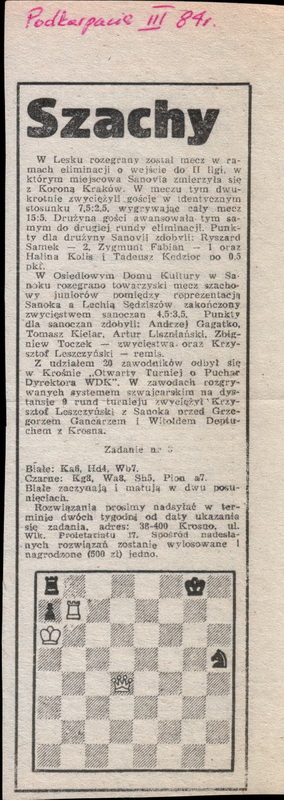 Podkarpacie III 84r.
Szachy
W Lesku rozegrany został mecz w ra-
mach eliminacji o wejście do II ligi, w
którym miejscowa Sanovia zmierzyła się
z Koroną Kraków. W meczu tym dwu-
krotnie zwyciężyli goście w identycznym
stosunku 7,5:2,5, wygrywając cały mecz
15:5. Drużyna gości awansowała tym sa-
mym do drugiej rundy eliminacji. Punk-
ty dla drużyny Sanovii zdobyli: Ryszard
Samek — 2, Zygmunt Fabian — 1 oraz
Halina Kolis i Tadeusz Kędzior po 0,5
pkt.
W Osiedlowym Domu Kultury w Sa-
noku rozegrano towarzyski mecz szacho-
wy juniorów pomiędzy reprezentacją
Sanoka a Lechią Sędziszów zakończony
zwycięstwem sanoczan 4,5:3,5. Punkty
dla sanoczan zdobyli: Andrzej Gagatko,
Tomasz Kielar, Artur Liszniański, Zbig-
niew Toczek — zwycięstwa oraz Krzy-
sztof Leszczyński — remis.
Z udziałem 20 zawodników odbył się
w Krośnie „Otwarty Turniej o Puchar
Dyrektora WDK". W zawodach rozgry-
wanych systemem szwajcarskim na dys-
tansie 9 rund turnieju zwyciężył Krzy-
sztof Leszczyński z Sanoka przed Grze-
gorzem Gancarzem i Witoldem Deptu-
chem z Krosna.
Zadanie nr 3
Białe: Ka6, Hd4, Wb7.
Czarne: Kg8, Wa8, Sh5, Pion a7.
Białe zaczynają i matują w dwu posu-
nięciach.
Rozwiązania prosimy nadsyłać w ter-
minie dwóch tygodni od daty ukazania
się zadania, adres: 38-400 Krosno, ul.
Wlk. Proletariatu 17. Spośród nadesła-
nych rozwiązań zostanie wylosowane i
nagrodzone (500 zł) jedno.